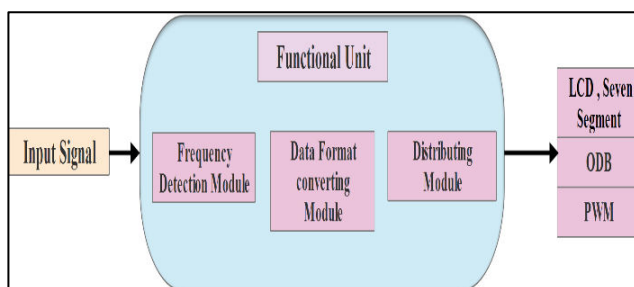 Functional Unit
Input Signal
Frequency
Detection Module
Data Format
converting
Module
Distributing
Module
LCD , Seven
Segment
ODB
PWM